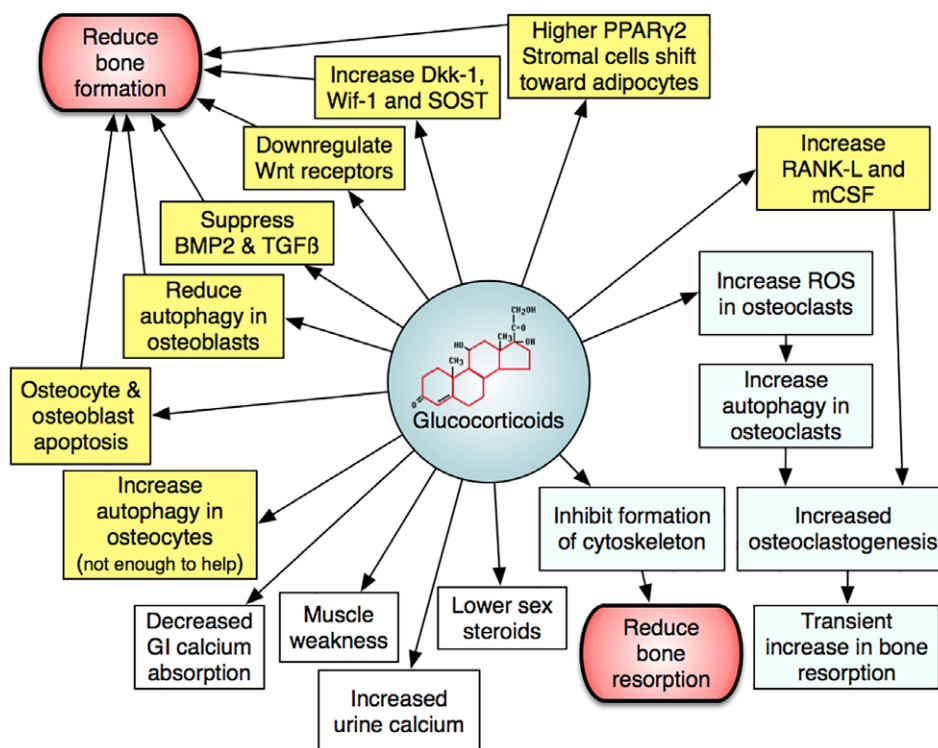 Reduce
bone
formation
Higher PPARγ2
Stromal cells shift
toward adipocytes
Increase Dkk-1,
Wif-1 and SOST
Downregulate
Wnt receptors
Increase
RANK-L and
mCSF
Suppress
BMP2 & TGFß
Reduce
autophagy in
osteoblasts
Increase ROS
in osteoclasts
CH₂OH
C=O
CH₃
OH
HO
CH₃
O
Glucocorticoids
Osteocyte &
osteoblast
apoptosis
Increase
autophagy in
osteoclasts
Increase
autophagy in
osteocytes
(not enough to help)
Inhibit formation
of cytoskeleton
Increased
osteoclastogenesis
Decreased
GI calcium
absorption
Muscle
weakness
Increased
urine calcium
Lower sex
steroids
Reduce
bone
resorption
Transient
increase in bone
resorption